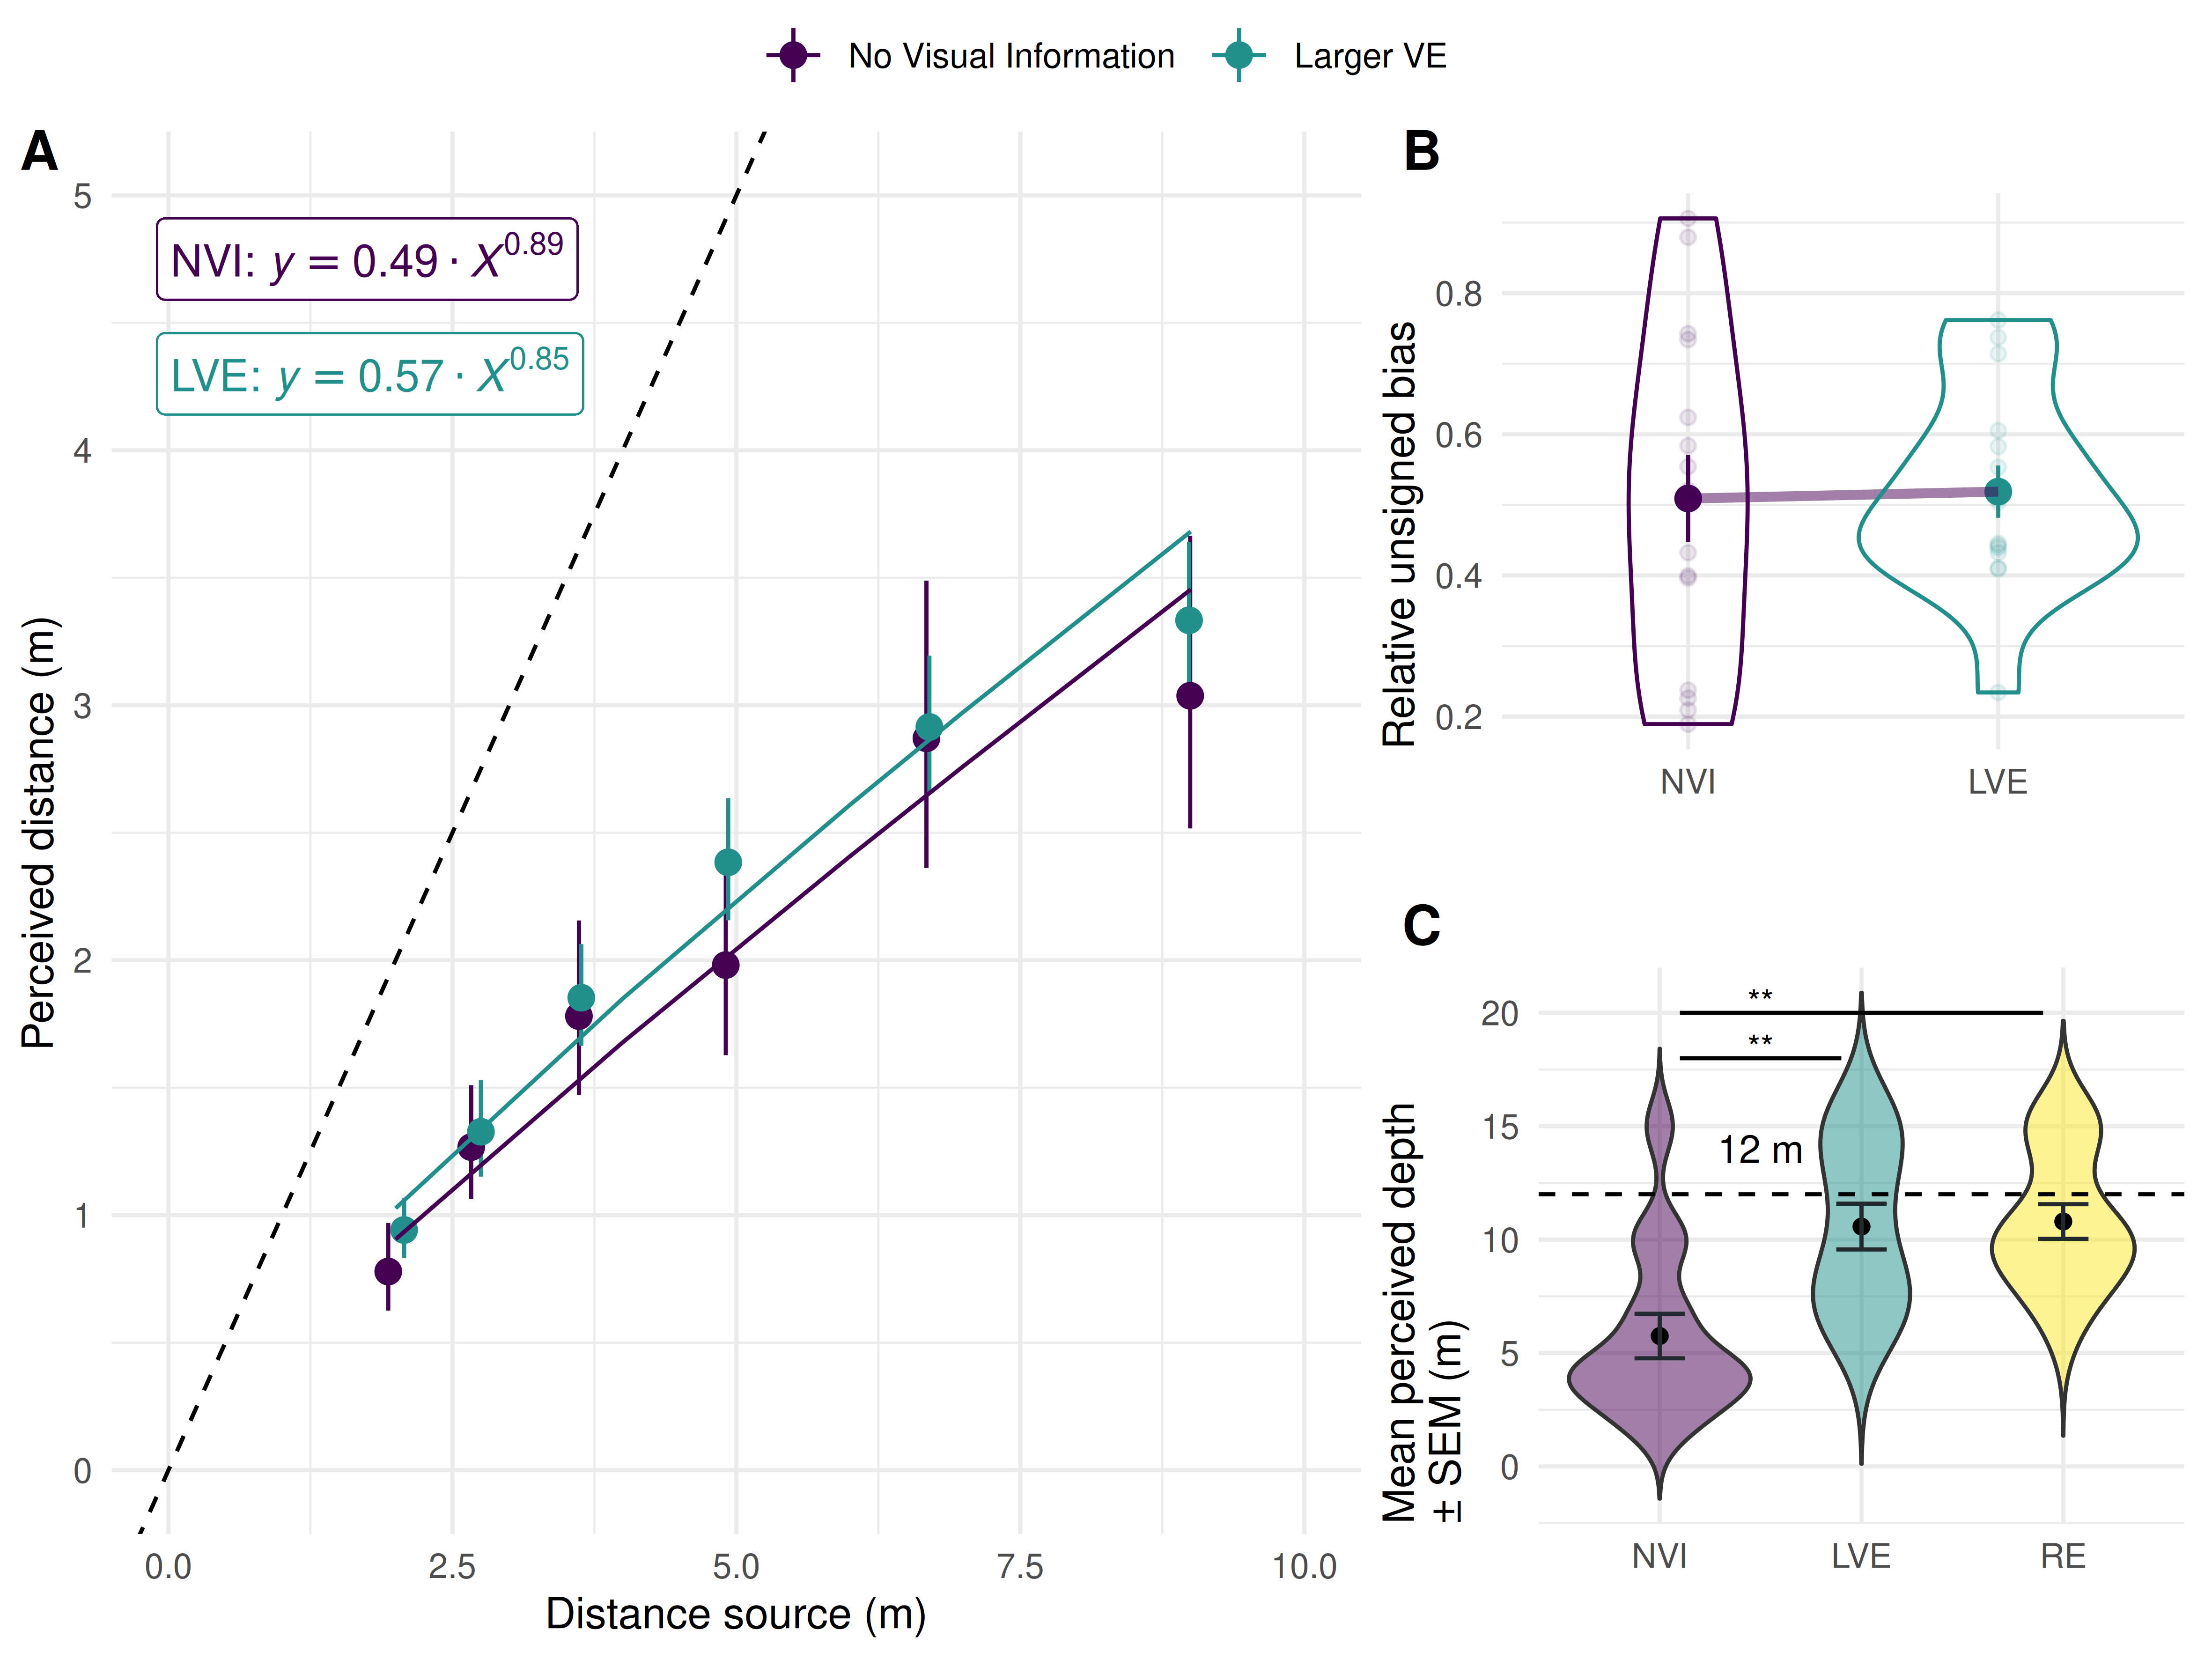 No Visual Information
Larger VE
A
5
4
3
2
1
0
Perceived distance (m)
NVI: y = 0.49 · X^0.89
LVE: y = 0.57 · X^0.85
0.0 2.5 5.0 7.5 10.0
Distance source (m)
B
0.8
0.6
0.4
0.2
Relative unsigned bias
NVI LVE
C
20
15
10
5
0
Mean perceived depth
± SEM (m)
**
**
12 m
NVI LVE RE